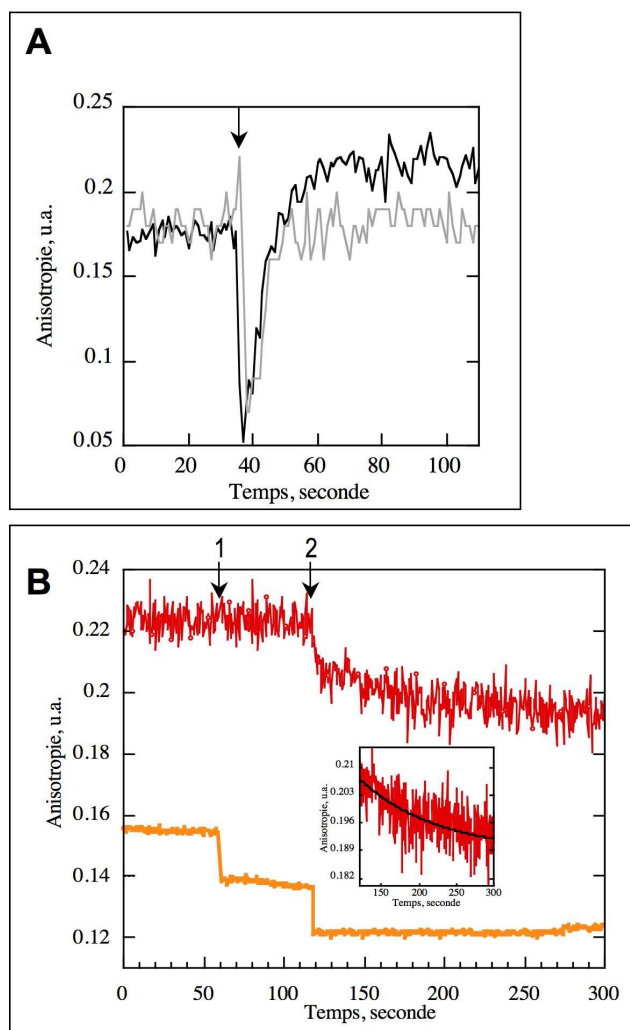 A
0.25
0.2
0.15
0.1
0.05
Anisotropie, u.a.
0 20 40 60 80 100
Temps, seconde
B
1 2
0.24
0.22
0.2
0.18
0.16
0.14
0.12
Anisotropie, u.a.
0.21
0.203
0.196
0.189
0.182
Anisotropie, u.a.
150 200 250 300
Temps, seconde
0 50 100 150 200 250 300
Temps, seconde